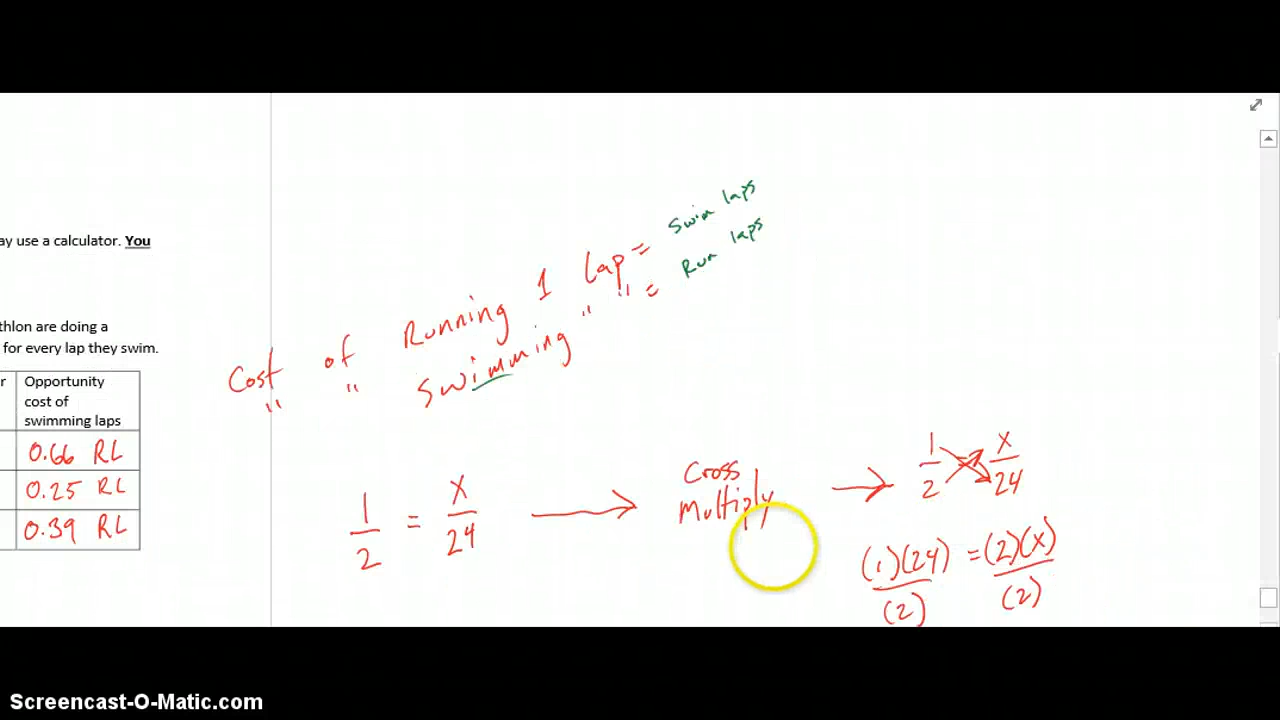 ay use a calculator. You
thlon are doing a
for every lap they swim.
r
Opportunity
cost of
swimming laps
0.66 RL
0.25 RL
0.39 RL
Cost of Running 1 lap = Swim laps
" " Swimming " " = Run laps
1/2 = x/24
Cross
multiply
1/2 x/24
(1)(24)/(2) = (2)(x)/(2)
Screencast-O-Matic.com